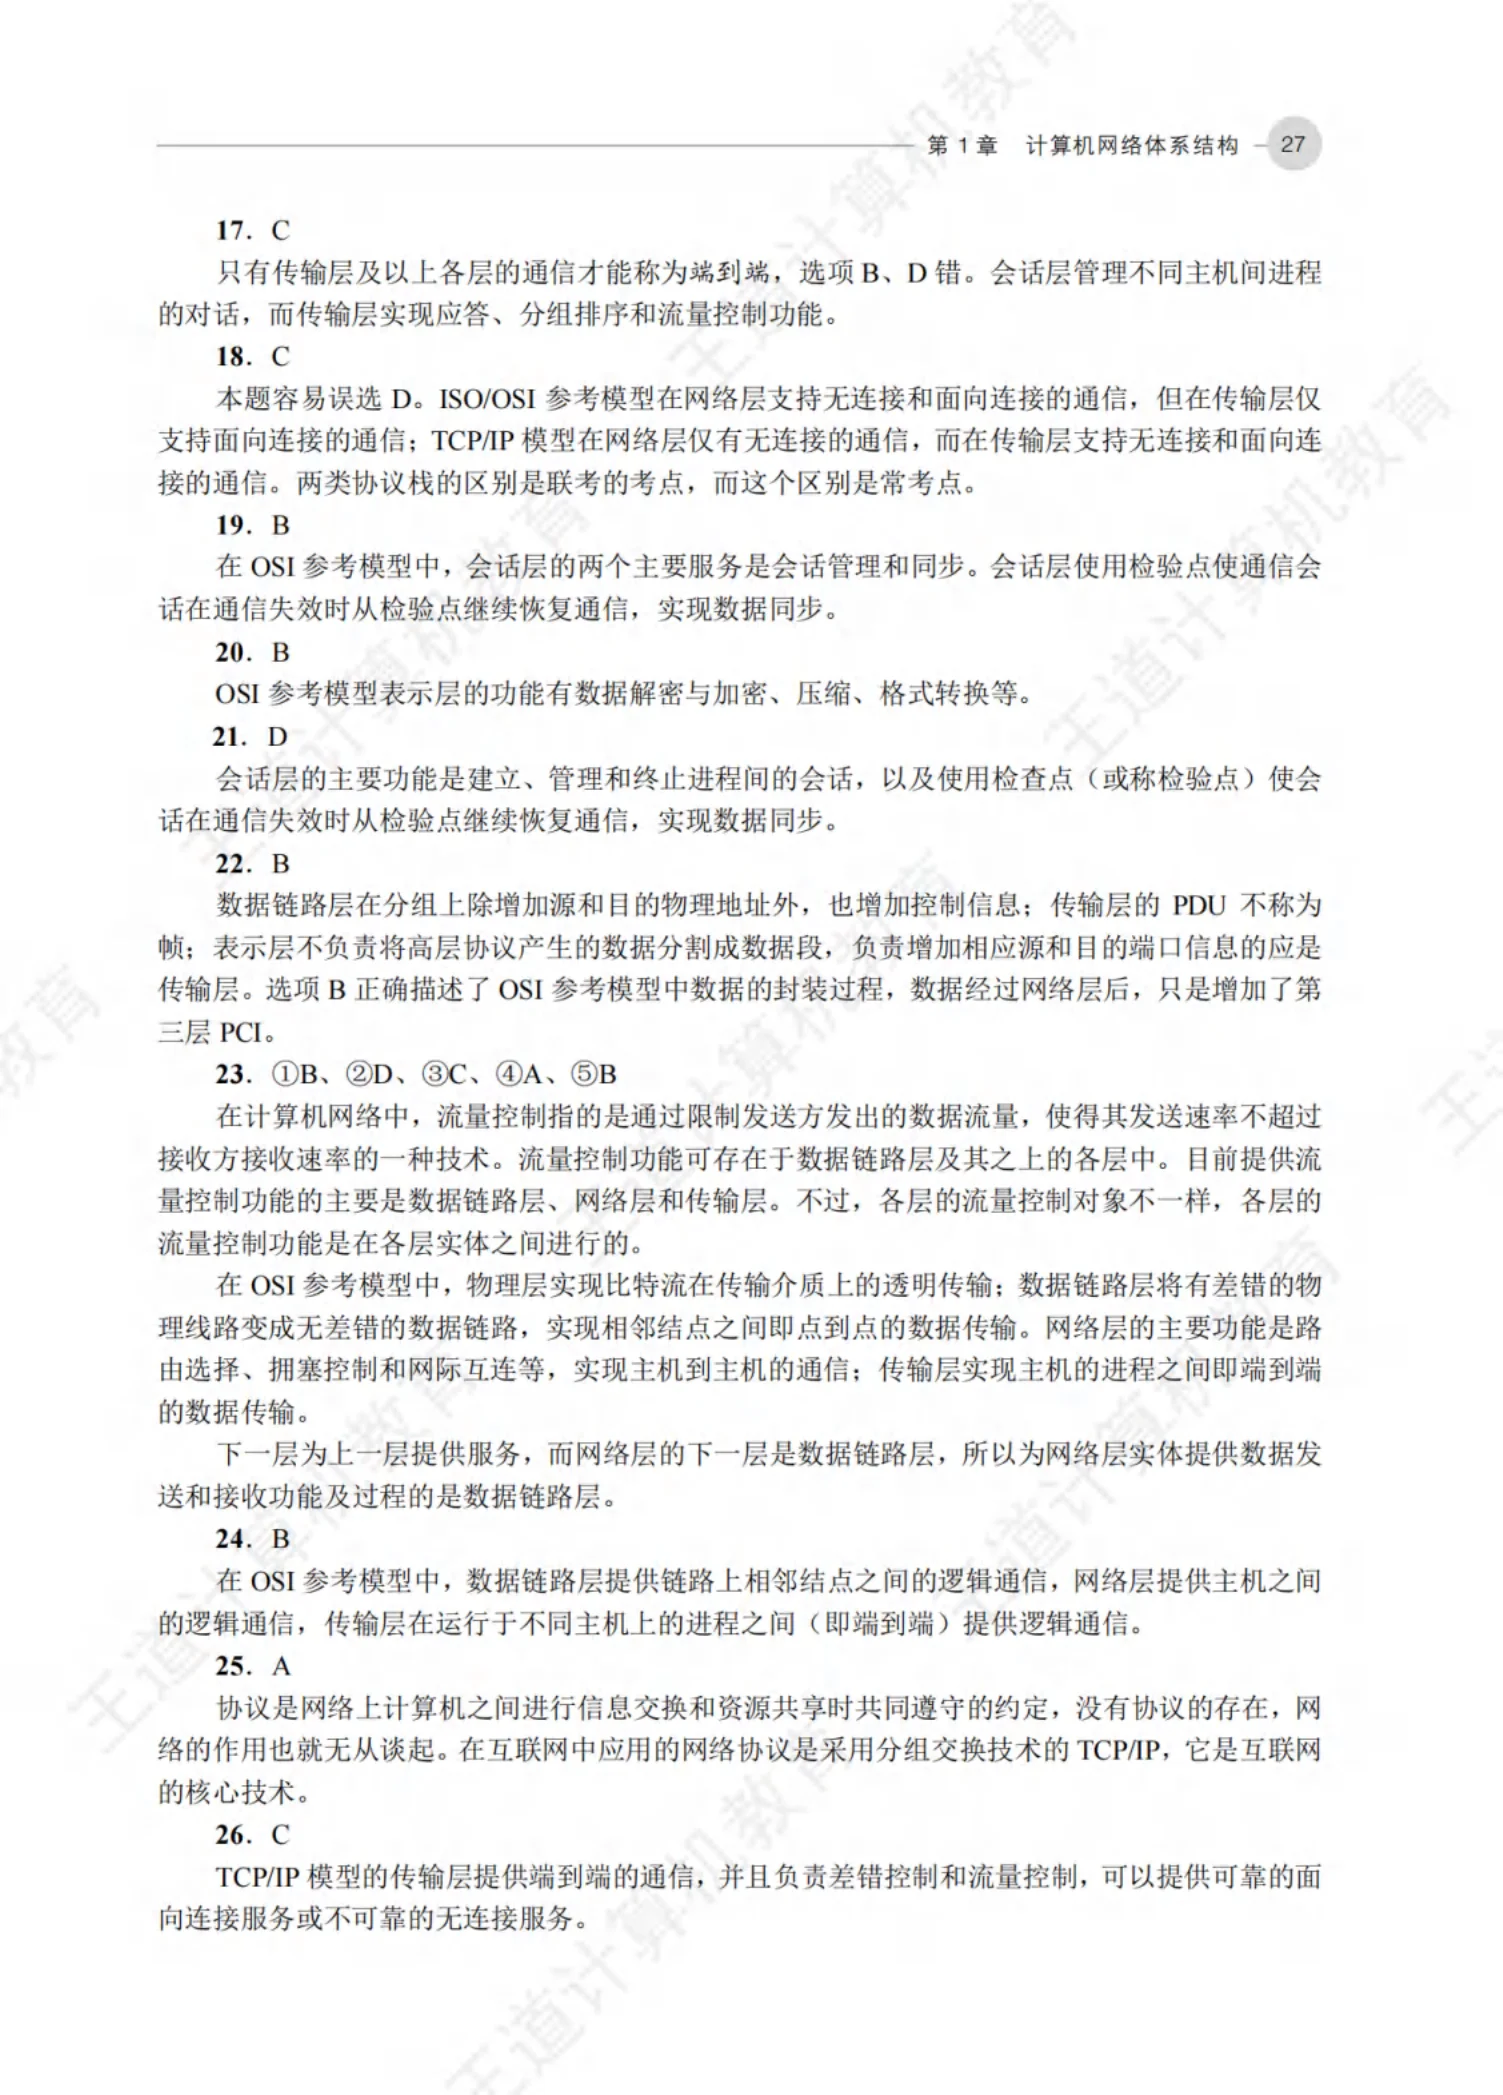 第 1 章 计算机网络体系结构 27
17. C
只有传输层及以上各层的通信才能称为端到端，选项 B、D 错。会话层管理不同主机间进程
的对话，而传输层实现应答、分组排序和流量控制功能。
18. C
本题容易误选 D。ISO/OSI 参考模型在网络层支持无连接和面向连接的通信，但在传输层仅
支持面向连接的通信；TCP/IP 模型在网络层仅有无连接的通信，而在传输层支持无连接和面向连
接的通信。两类协议栈的区别是联考的考点，而这个区别是常考点。
19. B
在 OSI 参考模型中，会话层的两个主要服务是会话管理和同步。会话层使用检验点使通信会
话在通信失效时从检验点继续恢复通信，实现数据同步。
20. B
OSI 参考模型表示层的功能有数据解密与加密、压缩、格式转换等。
21. D
会话层的主要功能是建立、管理和终止进程间的会话，以及使用检查点（或称检验点）使会
话在通信失效时从检验点继续恢复通信，实现数据同步。
22. B
数据链路层在分组上除增加源和目的物理地址外，也增加控制信息；传输层的 PDU 不称为
帧；表示层不负责将高层协议产生的数据分割成数据段，负责增加相应源和目的端口信息的应是
传输层。选项 B 正确描述了 OSI 参考模型中数据的封装过程，数据经过网络层后，只是增加了第
三层 PCI。
23. ①B、②D、③C、④A、⑤B
在计算机网络中，流量控制指的是通过限制发送方发出的数据流量，使得其发送速率不超过
接收方接收速率的一种技术。流量控制功能可存在于数据链路层及其之上的各层中。目前提供流
量控制功能的主要是数据链路层、网络层和传输层。不过，各层的流量控制对象不一样，各层的
流量控制功能是在各层实体之间进行的。
在 OSI 参考模型中，物理层实现比特流在传输介质上的透明传输；数据链路层将有差错的物
理线路变成无差错的数据链路，实现相邻结点之间即点到点的数据传输。网络层的主要功能是路
由选择、拥塞控制和网际互连等，实现主机到主机的通信；传输层实现主机的进程之间即端到端
的数据传输。
下一层为上一层提供服务，而网络层的下一层是数据链路层，所以为网络层实体提供数据发
送和接收功能及过程的是数据链路层。
24. B
在 OSI 参考模型中，数据链路层提供链路上相邻结点之间的逻辑通信，网络层提供主机之间
的逻辑通信，传输层在运行于不同主机上的进程之间（即端到端）提供逻辑通信。
25. A
协议是网络上计算机之间进行信息交换和资源共享时共同遵守的约定，没有协议的存在，网
络的作用也就无从谈起。在互联网中应用的网络协议是采用分组交换技术的 TCP/IP，它是互联网
的核心技术。
26. C
TCP/IP 模型的传输层提供端到端的通信，并且负责差错控制和流量控制，可以提供可靠的面
向连接服务或不可靠的无连接服务。
王道计算机教育
王道计算机教育
王道计算机教育
王道计算机教育
王道计算机教育
王道计算机教育
王道计算机教育
教育
王道